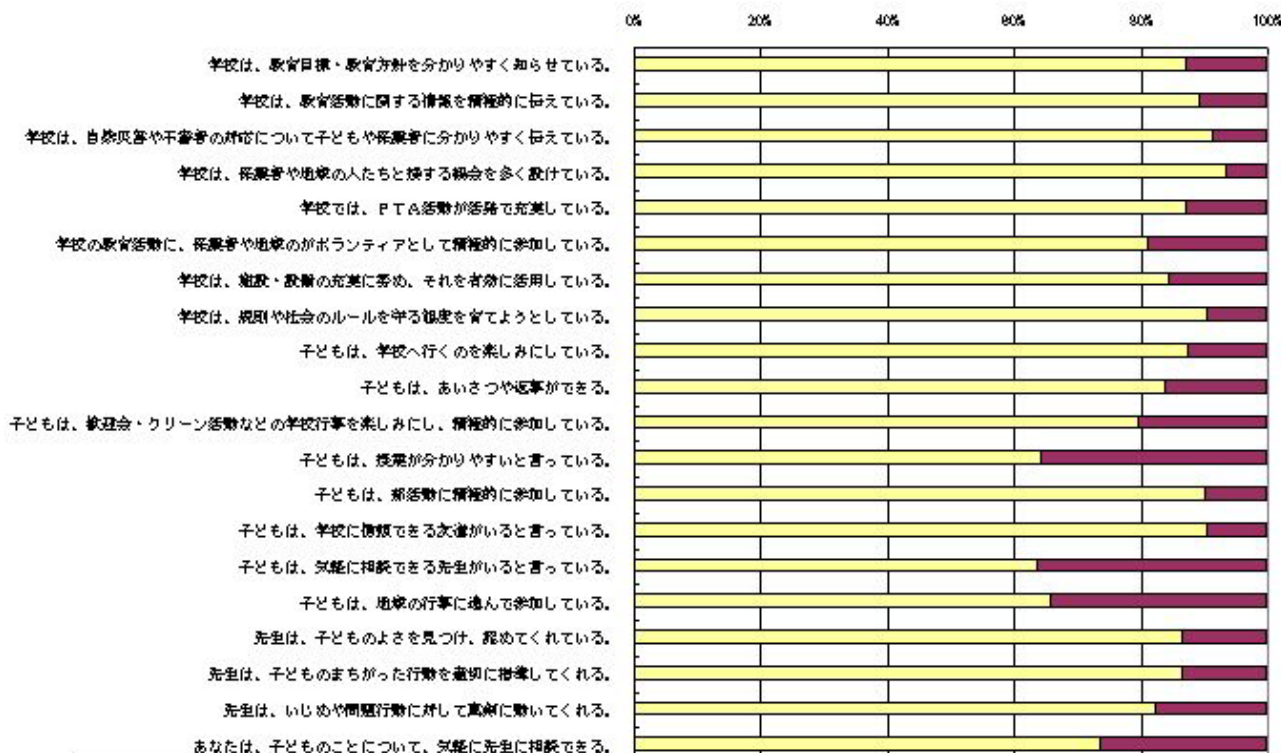 0% 20% 40% 60% 80% 100%
学校は、教育目標・教育方針を分かりやすく知らせている。
学校は、教育活動に関する情報を積極的に伝えている。
学校は、自然災害や不審者の対応について子どもや保護者に分かりやすく伝えている。
学校は、保護者や地域の人たちと接する機会を多く設けている。
学校では、PTA活動が活発で充実している。
学校の教育活動に、保護者や地域のがボランティアとして積極的に参加している。
学校は、施設・設備の充実に努め、それを有効に活用している。
学校は、規則や社会のルールを守る態度を育てようとしている。
子どもは、学校へ行くのを楽しみにしている。
子どもは、あいさつや返事ができる。
子どもは、歓迎会・クリーン活動などの学校行事を楽しみにし、積極的に参加している。
子どもは、授業が分かりやすいと言っている。
子どもは、部活動に積極的に参加している。
子どもは、学校に信頼できる友達がいると言っている。
子どもは、気軽に相談できる先生がいると言っている。
子どもは、地域の行事に進んで参加している。
先生は、子どものよさを見つけ、認めてくれている。
先生は、子どものまちがった行動を適切に指導してくれる。
先生は、いじめや問題行動に対して真剣に動いてくれる。
あなたは、子どものことについて、気軽に先生に相談できる。